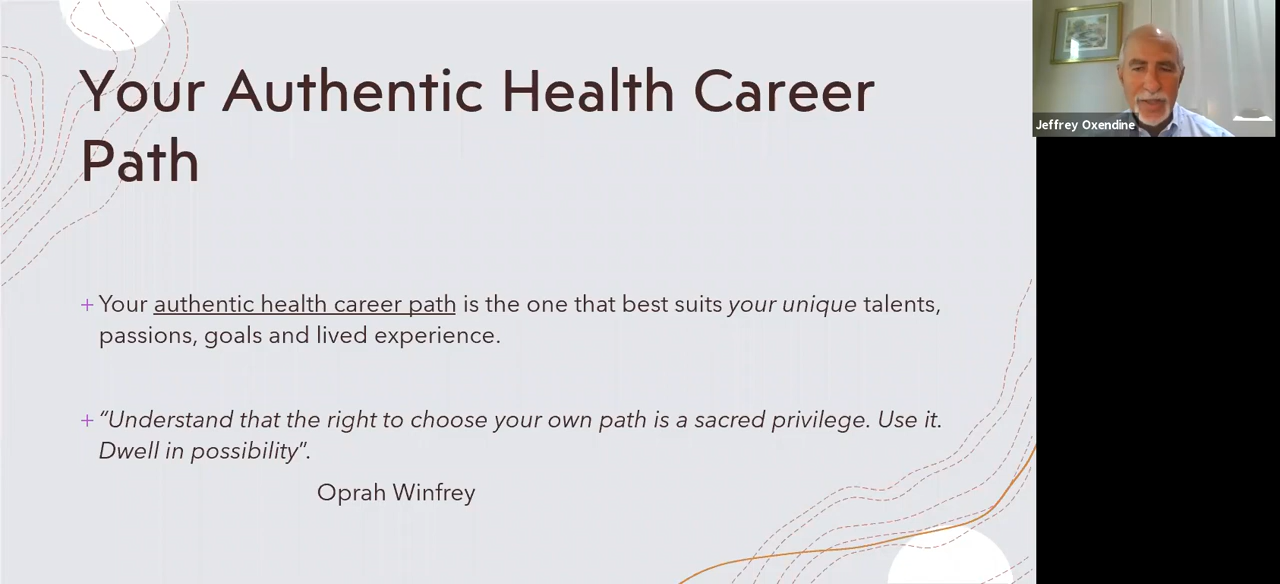 Your Authentic Health Career
Path
+ Your authentic health career path is the one that best suits your unique talents,
passions, goals and lived experience.
+ “Understand that the right to choose your own path is a sacred privilege. Use it.
Dwell in possibility”.
Oprah Winfrey
Jeffrey Oxendine